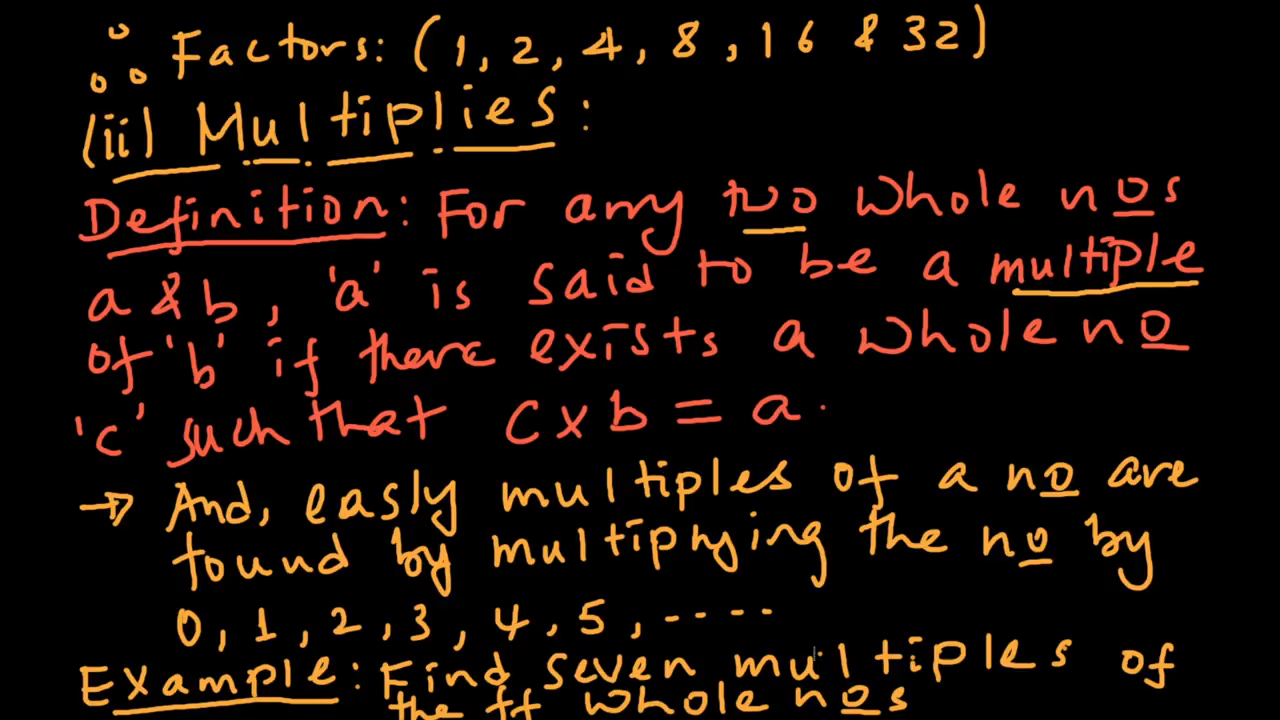 ∴ Factors: (1, 2, 4, 8, 16 & 32)
(ii) Multiplies:
Definition: For any two whole nos
a & b, 'a' is said to be a multiple
of 'b' if there exists a whole no
'c' such that c x b = a.
→ And, easly multiples of a no are
found by multiplying the no by
0, 1, 2, 3, 4, 5, ----
Example: Find seven multiples of
the ff whole nos